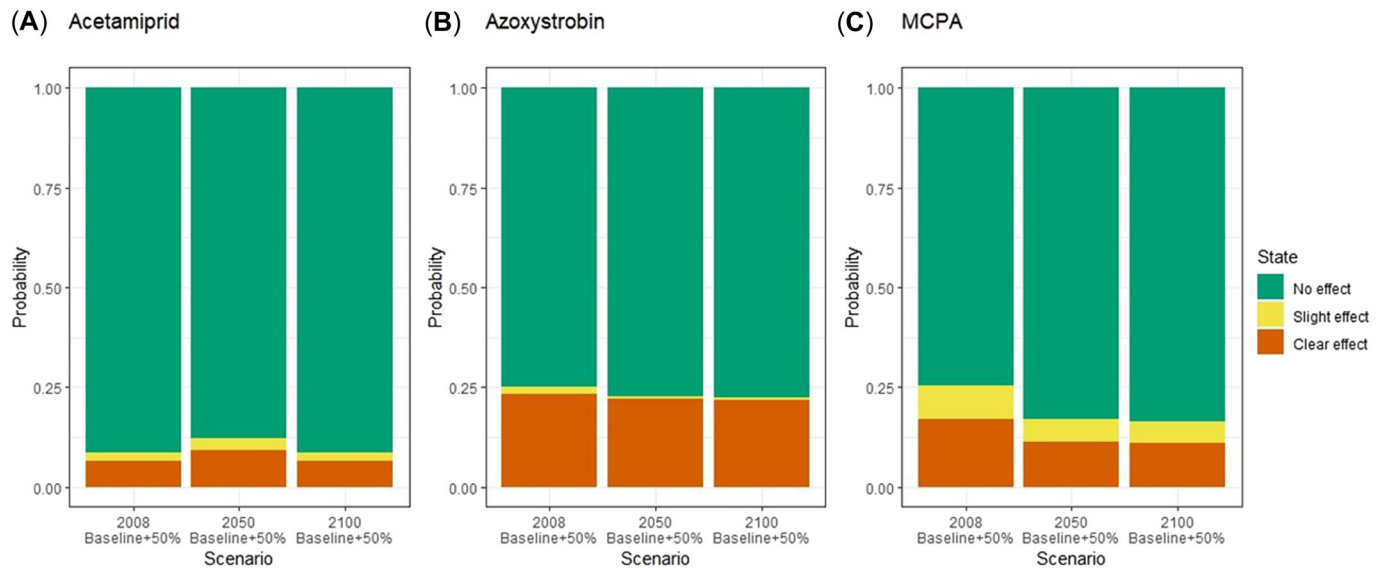 (A) Acetamiprid
1.00
0.75
0.50
0.25
0.00
Probability
2008 2050 2100
Baseline+50% Baseline+50% Baseline+50%
Scenario
(B) Azoxystrobin
1.00
0.75
0.50
0.25
0.00
Probability
2008 2050 2100
Baseline+50% Baseline+50% Baseline+50%
Scenario
(C) MCPA
1.00
0.75
0.50
0.25
0.00
Probability
2008 2050 2100
Baseline+50% Baseline+50% Baseline+50%
Scenario
State
No effect
Slight effect
Clear effect